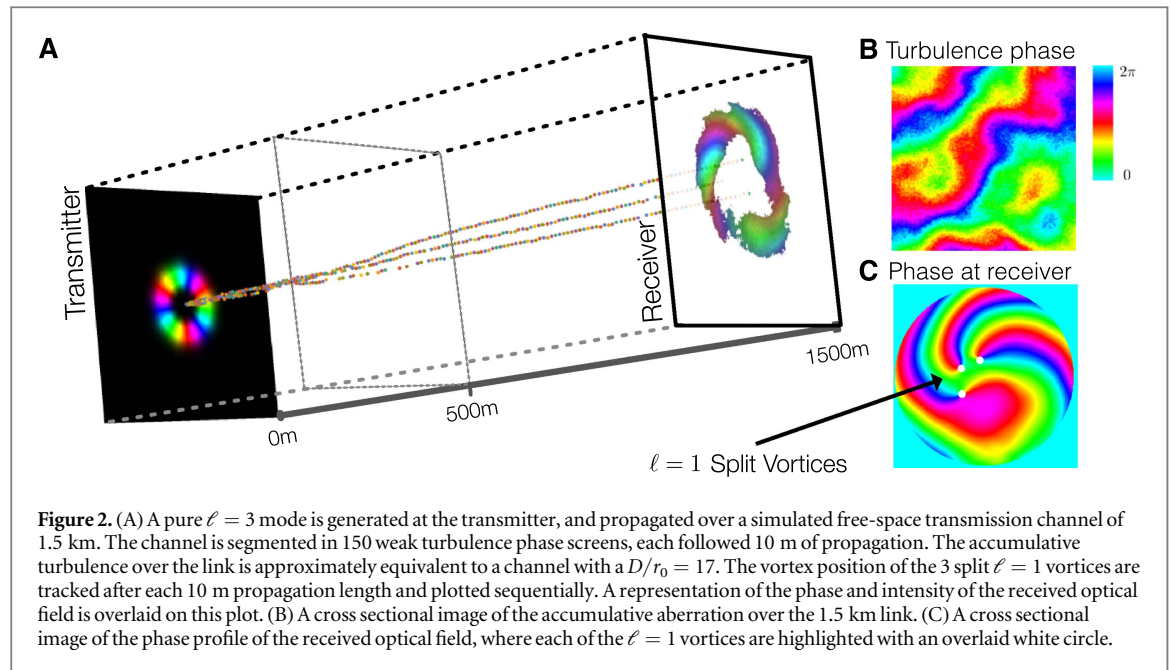 A
B Turbulence phase
2π
0
Transmitter
Receiver
C Phase at receiver
1500m
500m
0m
ℓ = 1 Split Vortices
Figure 2. (A) A pure ℓ = 3 mode is generated at the transmitter, and propagated over a simulated free-space transmission channel of
1.5 km. The channel is segmented in 150 weak turbulence phase screens, each followed 10 m of propagation. The accumulative
turbulence over the link is approximately equivalent to a channel with a D/r₀ = 17. The vortex position of the 3 split ℓ = 1 vortices are
tracked after each 10 m propagation length and plotted sequentially. A representation of the phase and intensity of the received optical
field is overlaid on this plot. (B) A cross sectional image of the accumulative aberration over the 1.5 km link. (C) A cross sectional
image of the phase profile of the received optical field, where each of the ℓ = 1 vortices are highlighted with an overlaid white circle.